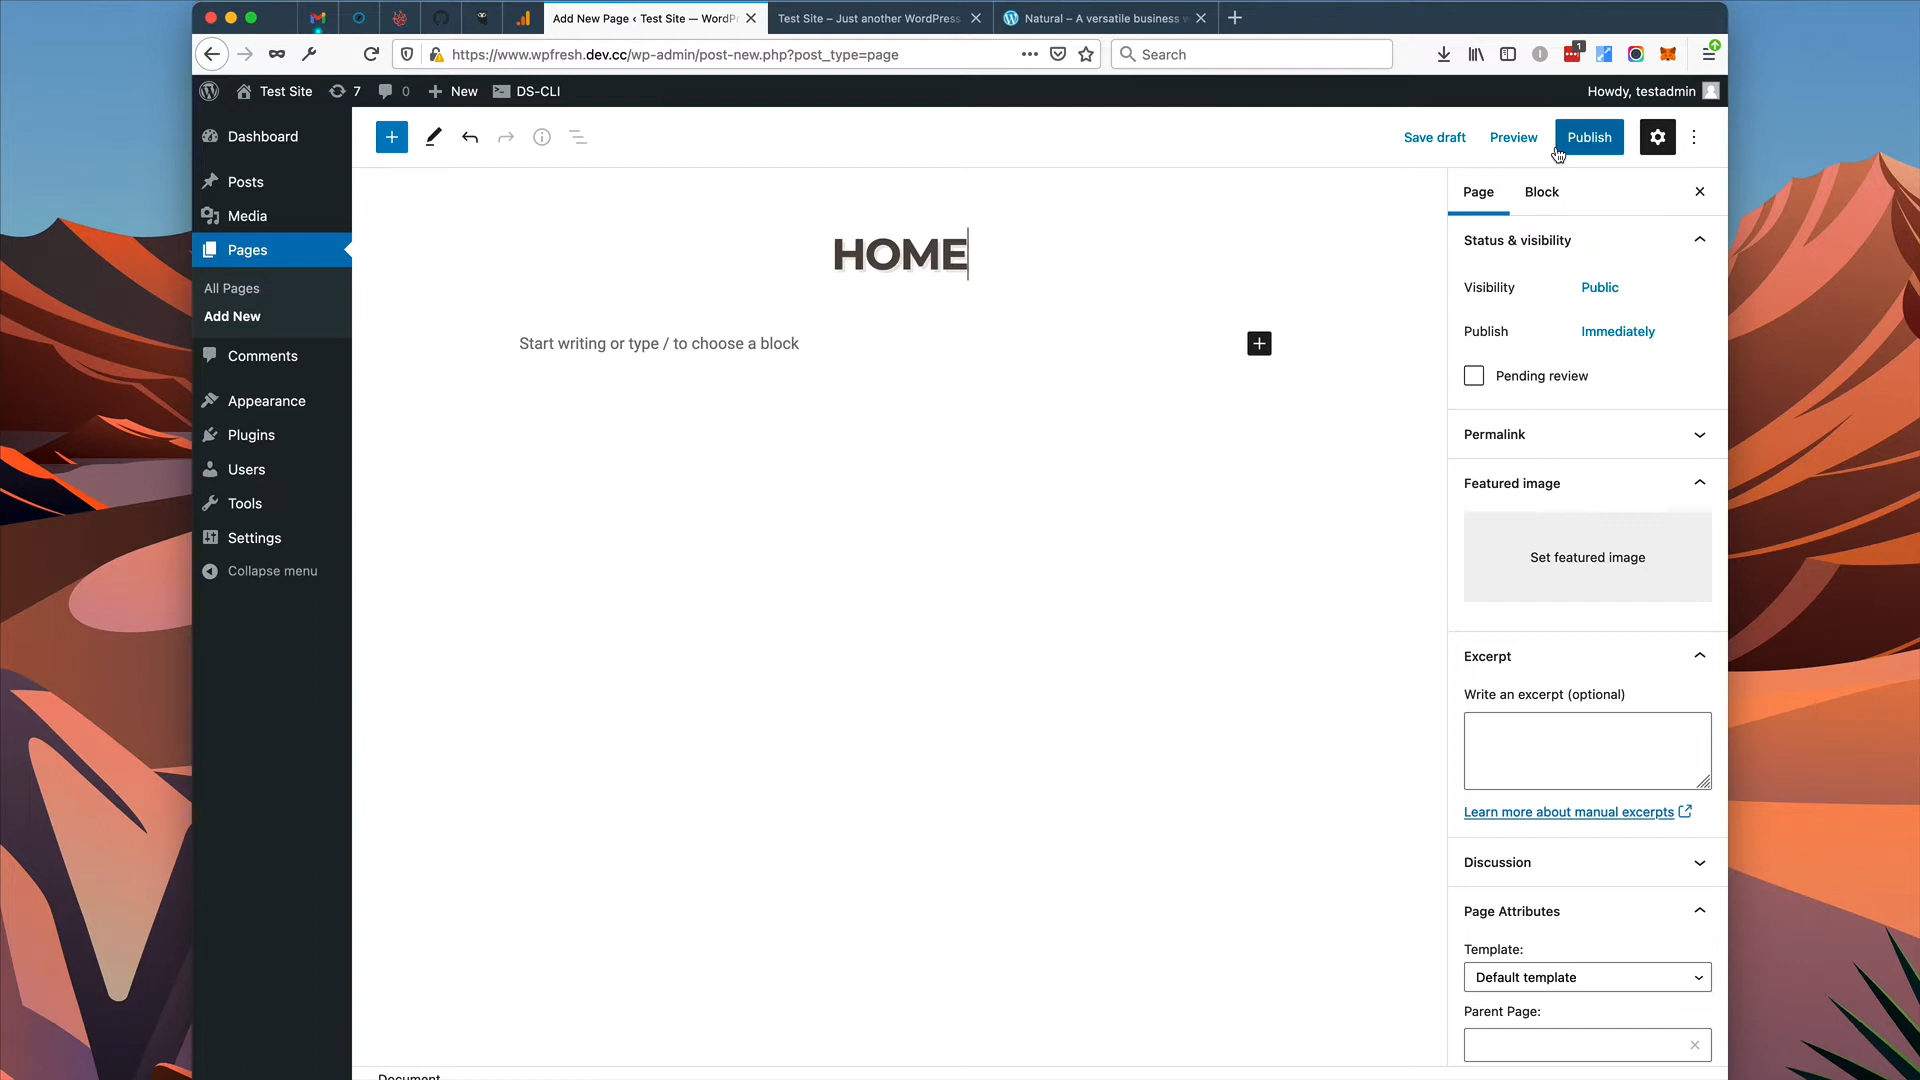 Add New Page ‹ Test Site — WordPr
Test Site – Just another WordPress
Natural – A versatile business w
https://www.wpfresh.dev.cc/wp-admin/post-new.php?post_type=page
Search
1
Test Site
7
0
New
DS-CLI
Howdy, testadmin
Dashboard
Posts
Media
Pages
All Pages
Add New
Comments
Appearance
Plugins
Users
Tools
Settings
Collapse menu
Save draft
Preview
Publish
HOME
Start writing or type / to choose a block
Page
Block
Status & visibility
Visibility
Public
Publish
Immediately
Pending review
Permalink
Featured image
Set featured image
Excerpt
Write an excerpt (optional)
Learn more about manual excerpts
Discussion
Page Attributes
Template:
Default template
Parent Page:
Document